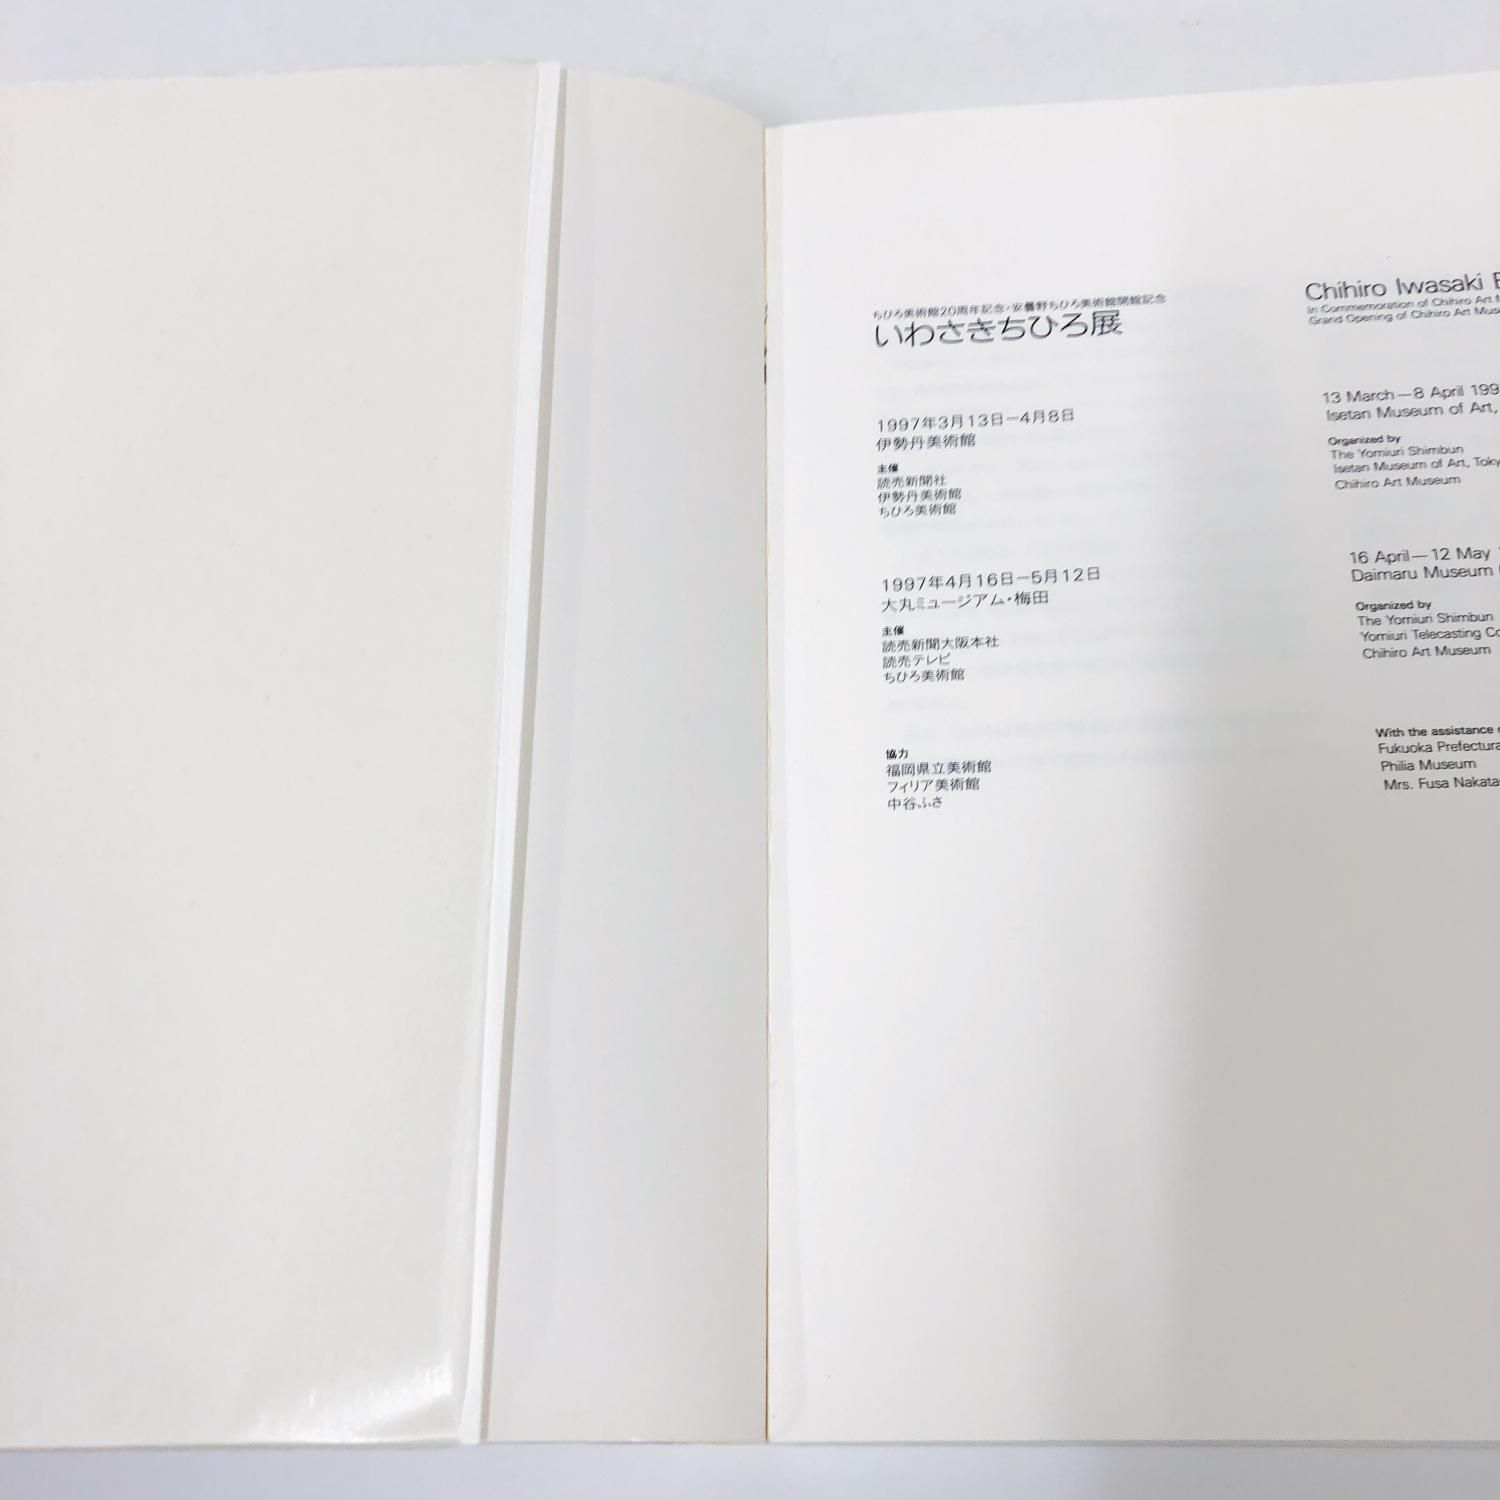 ちひろ美術館20周年記念・安曇野ちひろ美術館開館記念
いわさきちひろ展
1997年3月13日―4月8日
伊勢丹美術館
主催
読売新聞社
伊勢丹美術館
ちひろ美術館
1997年4月16日―5月12日
大丸ミュージアム・梅田
主催
読売新聞大阪本社
読売テレビ
ちひろ美術館
協力
福岡県立美術館
フィリア美術館
中谷ふさ
Chihiro Iwasaki
In Commemoration of Chihiro Art
Grand Opening of Chihiro Art
13 March—8 April
Isetan Museum of Art,
Organized by
The Yomiuri Shimbun
Isetan Museum of Art,
Chihiro Art Museum
16 April—12 May
Daimaru Museum
Organized by
The Yomiuri Shimbun
Yomiuri Telecasting
Chihiro Art Museum
With the assistance
Fukuoka
Philia Museum
Mrs. Fusa